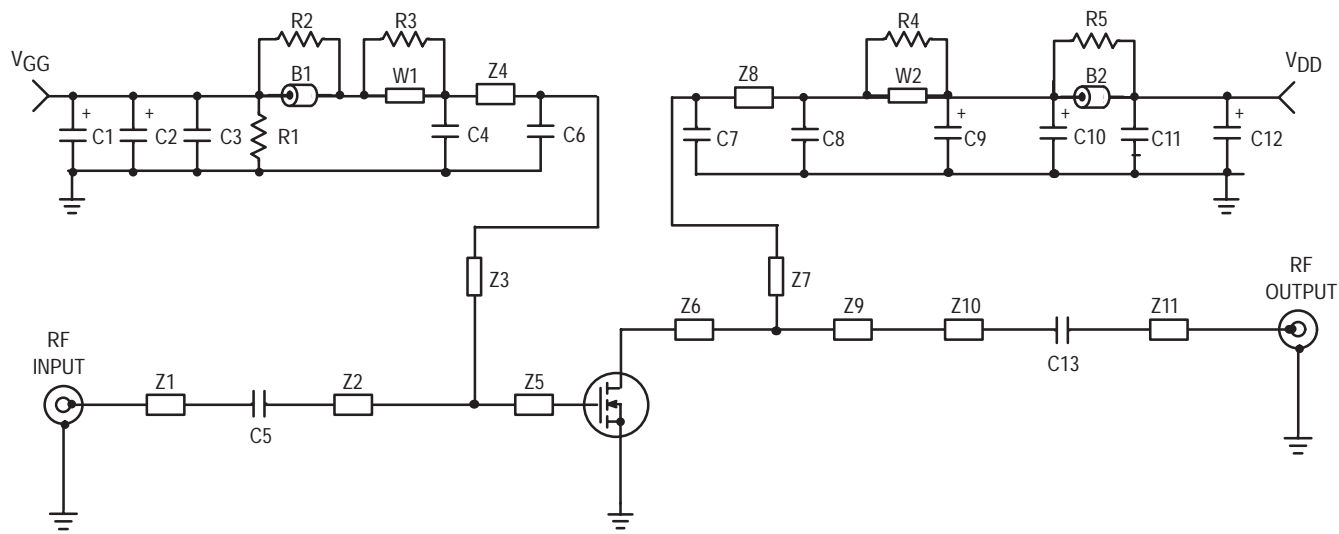 R2
R3
R4
R5
VGG
B1
W1
Z4
Z8
W2
B2
VDD
+
+
+
+
+
C1
C2
C3
R1
C4
C6
C7
C8
C9
C10
C11
C12
Z3
Z7
RF
OUTPUT
Z6
Z9
Z10
Z11
C13
RF
INPUT
Z1
Z2
Z5
C5